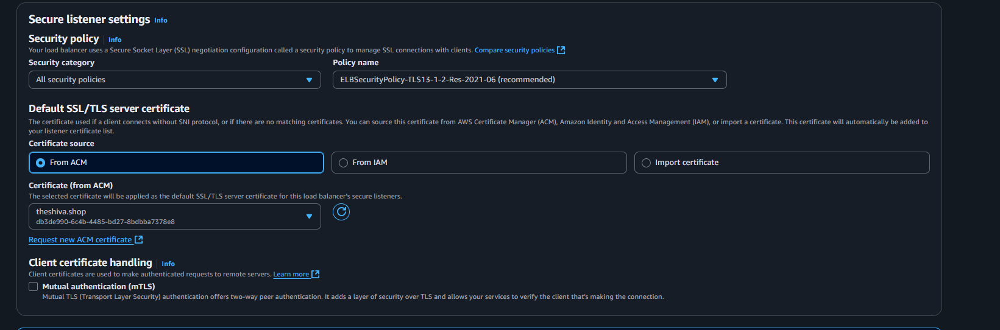 Secure listener settings Info
Security policy Info
Your load balancer uses a Secure Socket Layer (SSL) negotiation configuration called a security policy to manage SSL connections with clients. Compare security policies
Security category Policy name
All security policies ELBSecurityPolicy-TLS13-1-2-Res-2021-06 (recommended)
Default SSL/TLS server certificate
The certificate used if a client connects without SNI protocol, or if there are no matching certificates. You can source this certificate from AWS Certificate Manager (ACM), Amazon Identity and Access Management (IAM), or import a certificate. This certificate will automatically be added to
your listener certificate list.
Certificate source
From ACM From IAM Import certificate
Certificate (from ACM)
The selected certificate will be applied as the default SSL/TLS server certificate for this load balancer's secure listeners.
theshiva.shop
db3de990-6c4b-4485-bd27-8bdbba7378e8
Request new ACM certificate
Client certificate handling Info
Client certificates are used to make authenticated requests to remote servers. Learn more
Mutual authentication (mTLS)
Mutual TLS (Transport Layer Security) authentication offers two-way peer authentication. It adds a layer of security over TLS and allows your services to verify the client that's making the connection.